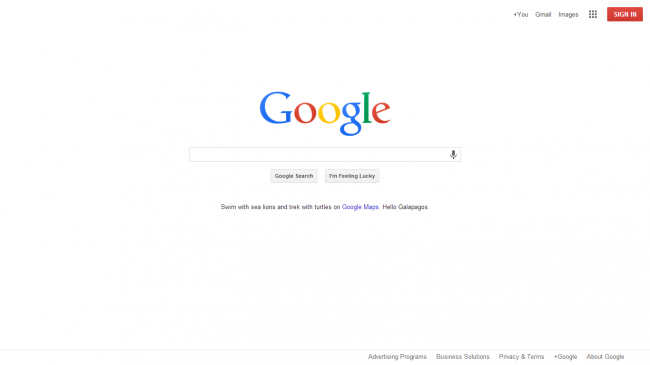 +You Gmail Images SIGN IN
Google
Google Search I'm Feeling Lucky
Swim with sea lions and trek with turtles on Google Maps. Hello Galapagos.
Advertising Programs Business Solutions Privacy & Terms +Google About Google